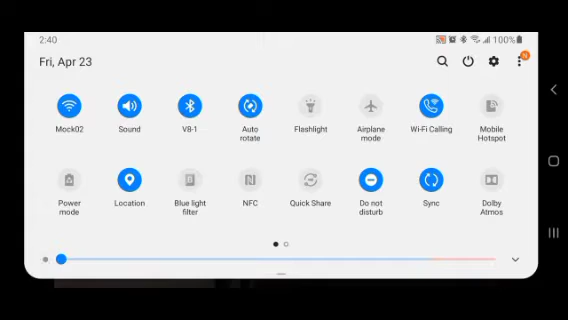 2:40
100%
Fri, Apr 23
Mock02
Sound
V8-1
Auto
rotate
Flashlight
Airplane
mode
Wi-Fi Calling
Mobile
Hotspot
Power
mode
Location
Blue light
filter
NFC
Quick Share
Do not
disturb
Sync
Dolby
Atmos